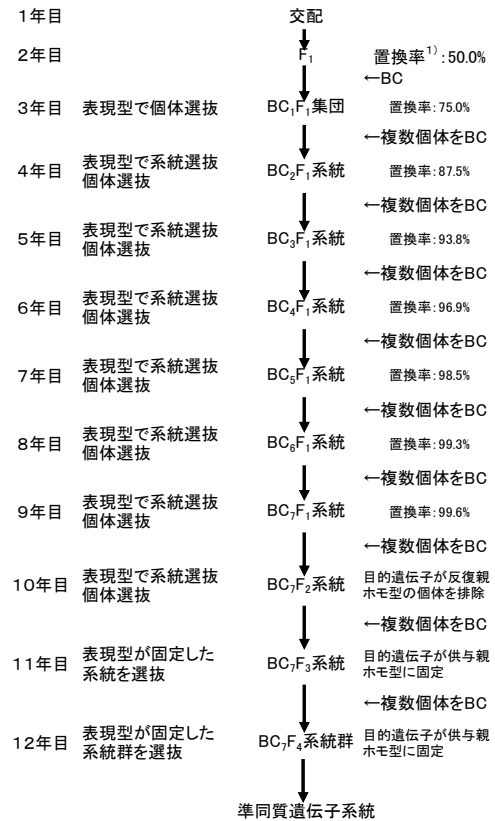 1年目 交配
2年目 F₁ 置換率¹⁾:50.0%
←BC
3年目 表現型で個体選抜 BC₁F₁集団 置換率:75.0%
←複数個体をBC
4年目 表現型で系統選抜 個体選抜 BC₂F₁系統 置換率:87.5%
←複数個体をBC
5年目 表現型で系統選抜 個体選抜 BC₃F₁系統 置換率:93.8%
←複数個体をBC
6年目 表現型で系統選抜 個体選抜 BC₄F₁系統 置換率:96.9%
←複数個体をBC
7年目 表現型で系統選抜 個体選抜 BC₅F₁系統 置換率:98.5%
←複数個体をBC
8年目 表現型で系統選抜 個体選抜 BC₆F₁系統 置換率:99.3%
←複数個体をBC
9年目 表現型で系統選抜 個体選抜 BC₇F₁系統 置換率:99.6%
←複数個体をBC
10年目 表現型で系統選抜 個体選抜 BC₇F₂系統 目的遺伝子が反復親 ホモ型の個体を排除
←複数個体をBC
11年目 表現型が固定した 系統を選抜 BC₇F₃系統 目的遺伝子が供与親 ホモ型に固定
←複数個体をBC
12年目 表現型が固定した 系統群を選抜 BC₇F₄系統群 目的遺伝子が供与親 ホモ型に固定
準同質遺伝子系統